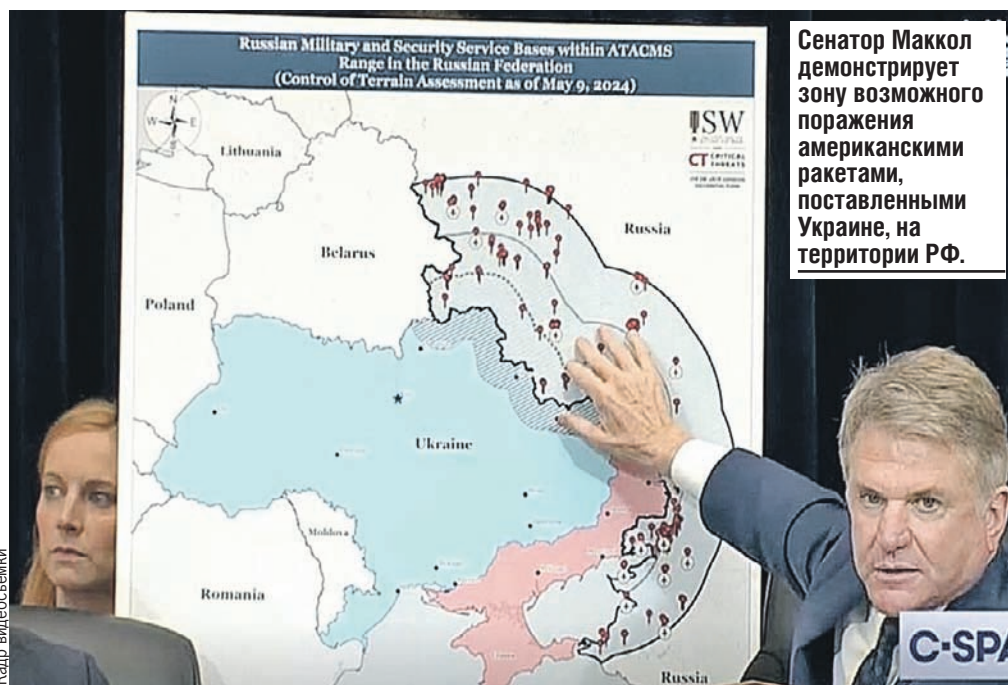 Russian Military and Security Service Bases within ATACMS
Range in the Russian Federation
(Control of Terrain Assessment as of May 9, 2024)
Сенатор Маккол
демонстрирует
зону возможного
поражения
американскими
ракетами,
поставленными
Украине, на
территории РФ.
N
W E
S
ISW
CT CRITICAL
THREATS
Lithuania
Russia
Belarus
Poland
Ukraine
Moldova
Romania
Russia
C-SPA
Кадр видеосъемки